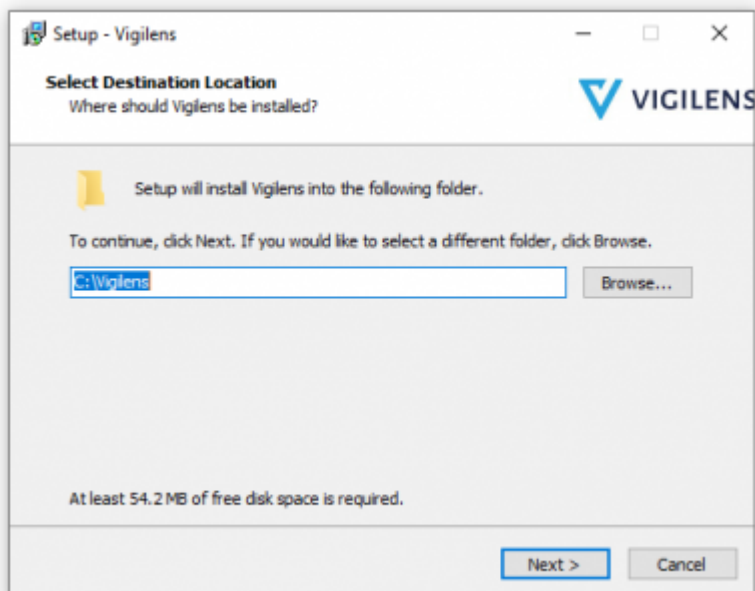 Setup - Vigilens
Select Destination Location
Where should Vigilens be installed?
VIGILENS
Setup will install Vigilens into the following folder.
To continue, click Next. If you would like to select a different folder, click Browse.
C:\Vigilens
Browse...
At least 54.2 MB of free disk space is required.
Next >
Cancel